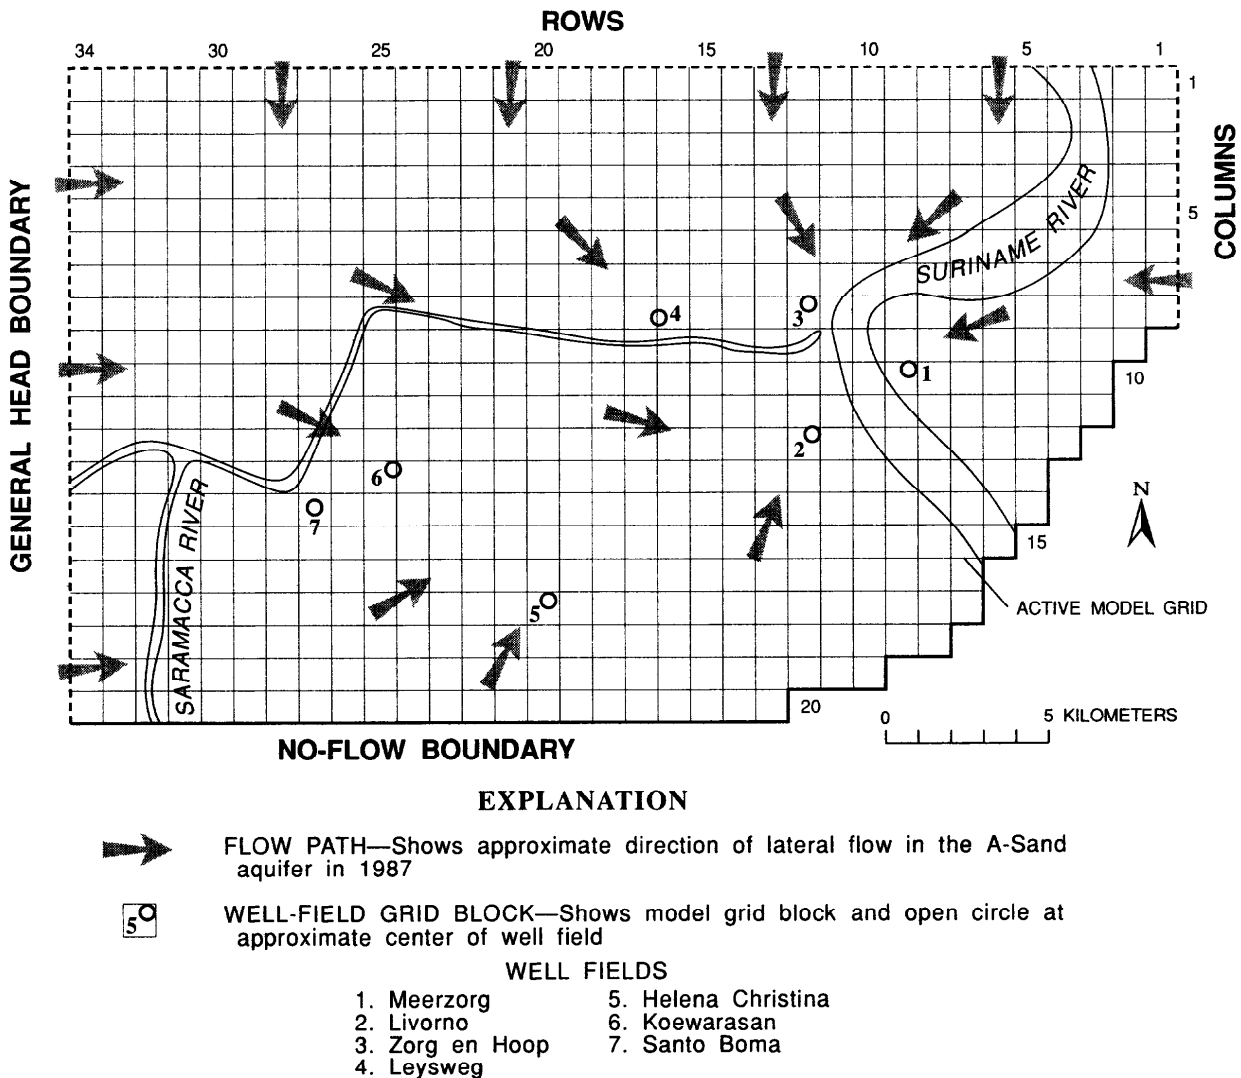 ROWS
34 30 25 20 15 10 5 1
1
5
10
15
20
COLUMNS
GENERAL HEAD BOUNDARY
SURINAME RIVER
SARAMACCA RIVER
4
3
1
2
6
7
5
N
ACTIVE MODEL GRID
0 5 KILOMETERS
NO-FLOW BOUNDARY
EXPLANATION
FLOW PATH—Shows approximate direction of lateral flow in the A-Sand
aquifer in 1987
5
WELL-FIELD GRID BLOCK—Shows model grid block and open circle at
approximate center of well field
WELL FIELDS
1. Meerzorg
2. Livorno
3. Zorg en Hoop
4. Leysweg
5. Helena Christina
6. Koewarasan
7. Santo Boma